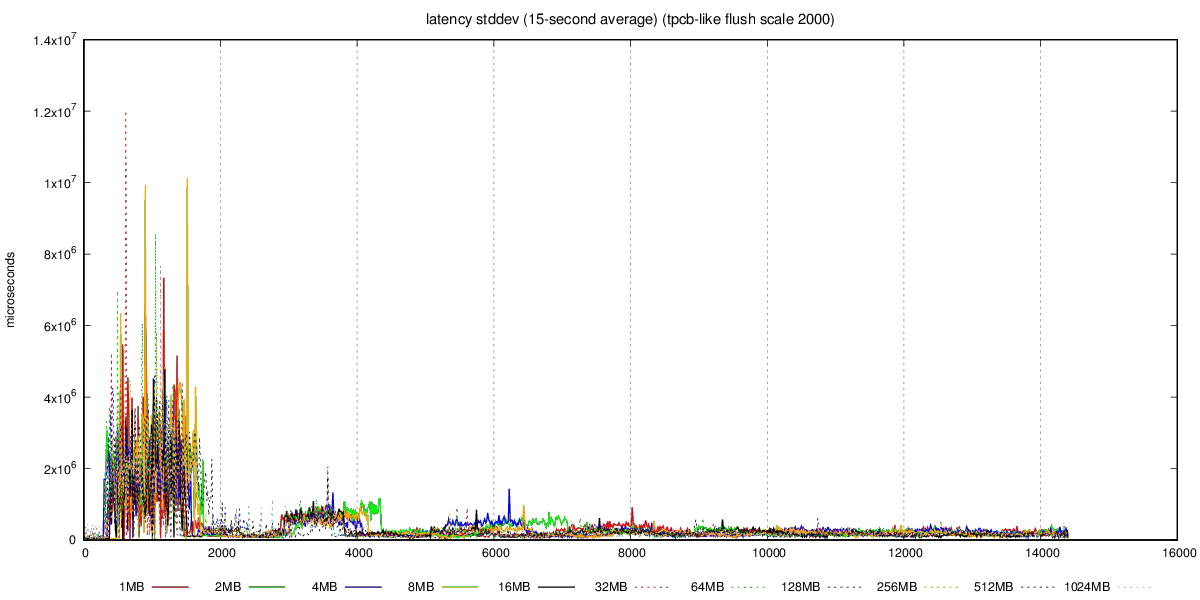 latency stddev (15-second average) (tpcb-like flush scale 2000)
1.4x10^7
1.2x10^7
1x10^7
8x10^6
6x10^6
4x10^6
2x10^6
0
microseconds
0 2000 4000 6000 8000 10000 12000 14000 16000
1MB 2MB 4MB 8MB 16MB 32MB 64MB 128MB 256MB 512MB 1024MB